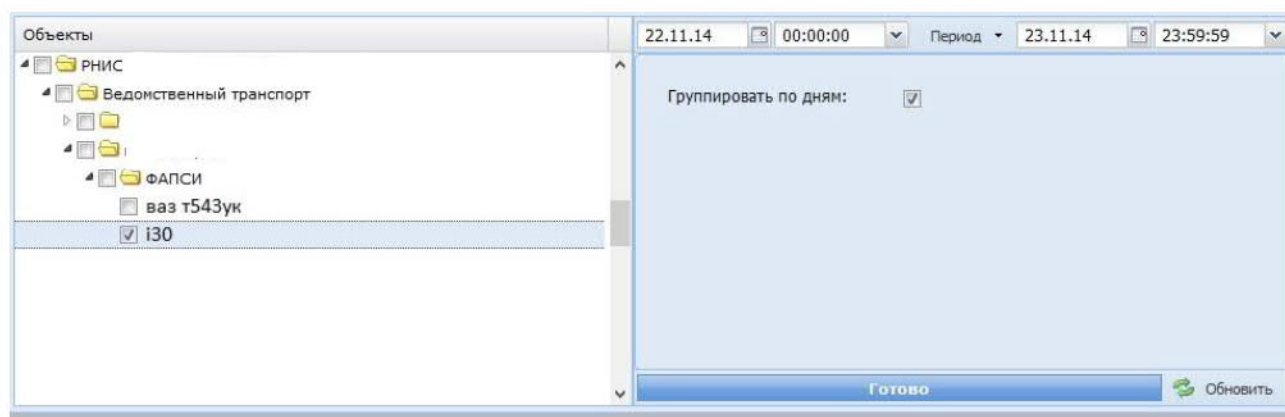 Объекты
РНИС
Ведомственный транспорт
ФАПСИ
ваз т543ук
i30
22.11.14 00:00:00 Период 23.11.14 23:59:59
Группировать по дням:
Готово Обновить